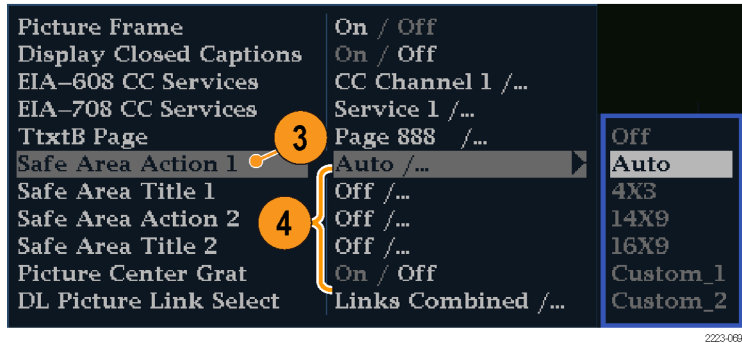 Picture Frame On / Off
Display Closed Captions On / Off
EIA-608 CC Services CC Channel 1 /...
EIA-708 CC Services Service 1 /...
TtxtB Page 3 Page 888 /... Off
Safe Area Action 1 Auto /... Auto
Safe Area Title 1 Off /... 4X3
Safe Area Action 2 4 Off /... 14X9
Safe Area Title 2 Off /... 16X9
Picture Center Grat On / Off Custom_1
DL Picture Link Select Links Combined /... Custom_2
2223-069